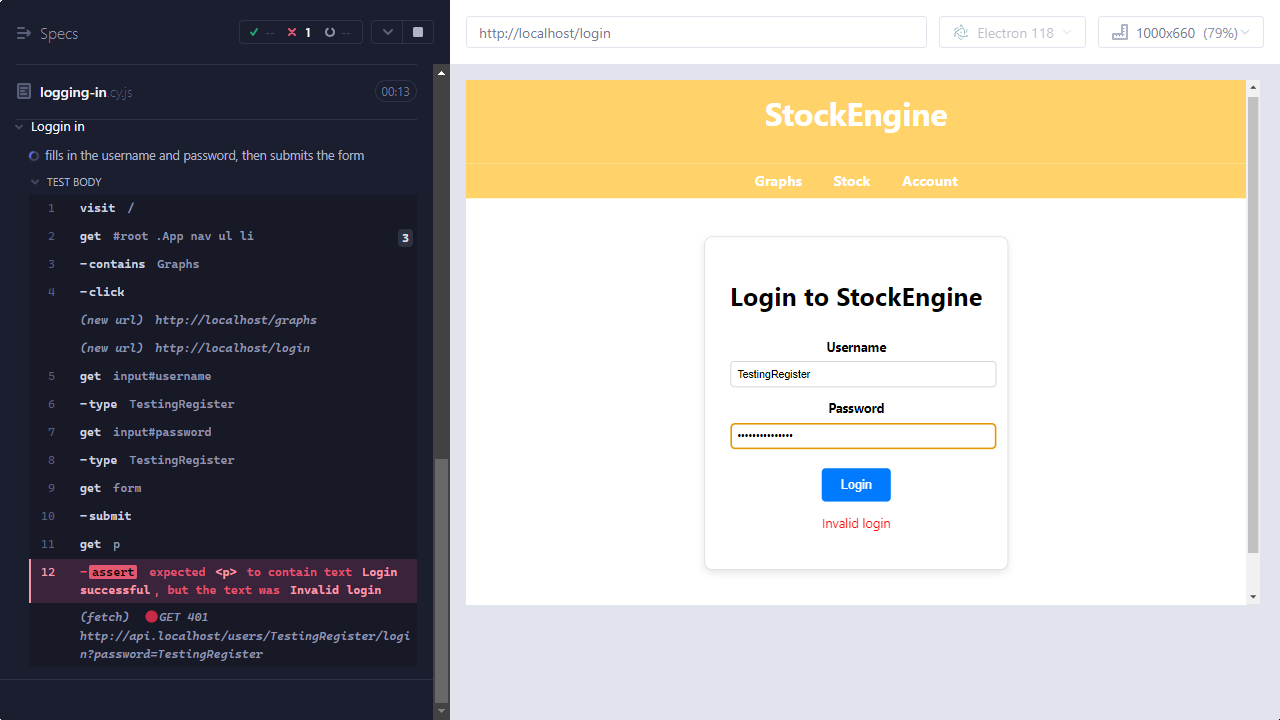 Specs
-- 1 --
logging-in.cy.js 00:13
Loggin in
fills in the username and password, then submits the form
TEST BODY
1 visit /
2 get #root .App nav ul li 3
3 -contains Graphs
4 -click
(new url) http://localhost/graphs
(new url) http://localhost/login
5 get input#username
6 -type TestingRegister
7 get input#password
8 -type TestingRegister
9 get form
10 -submit
11 get p
12 -assert expected <p> to contain text Login
successful, but the text was Invalid login
(fetch) GET 401
http://api.localhost/users/TestingRegister/logi
n?password=TestingRegister
http://localhost/login
Electron 118
1000x660 (79%)
StockEngine
Graphs Stock Account
Login to StockEngine
Username
TestingRegister
Password
•••••••••••••••
Login
Invalid login